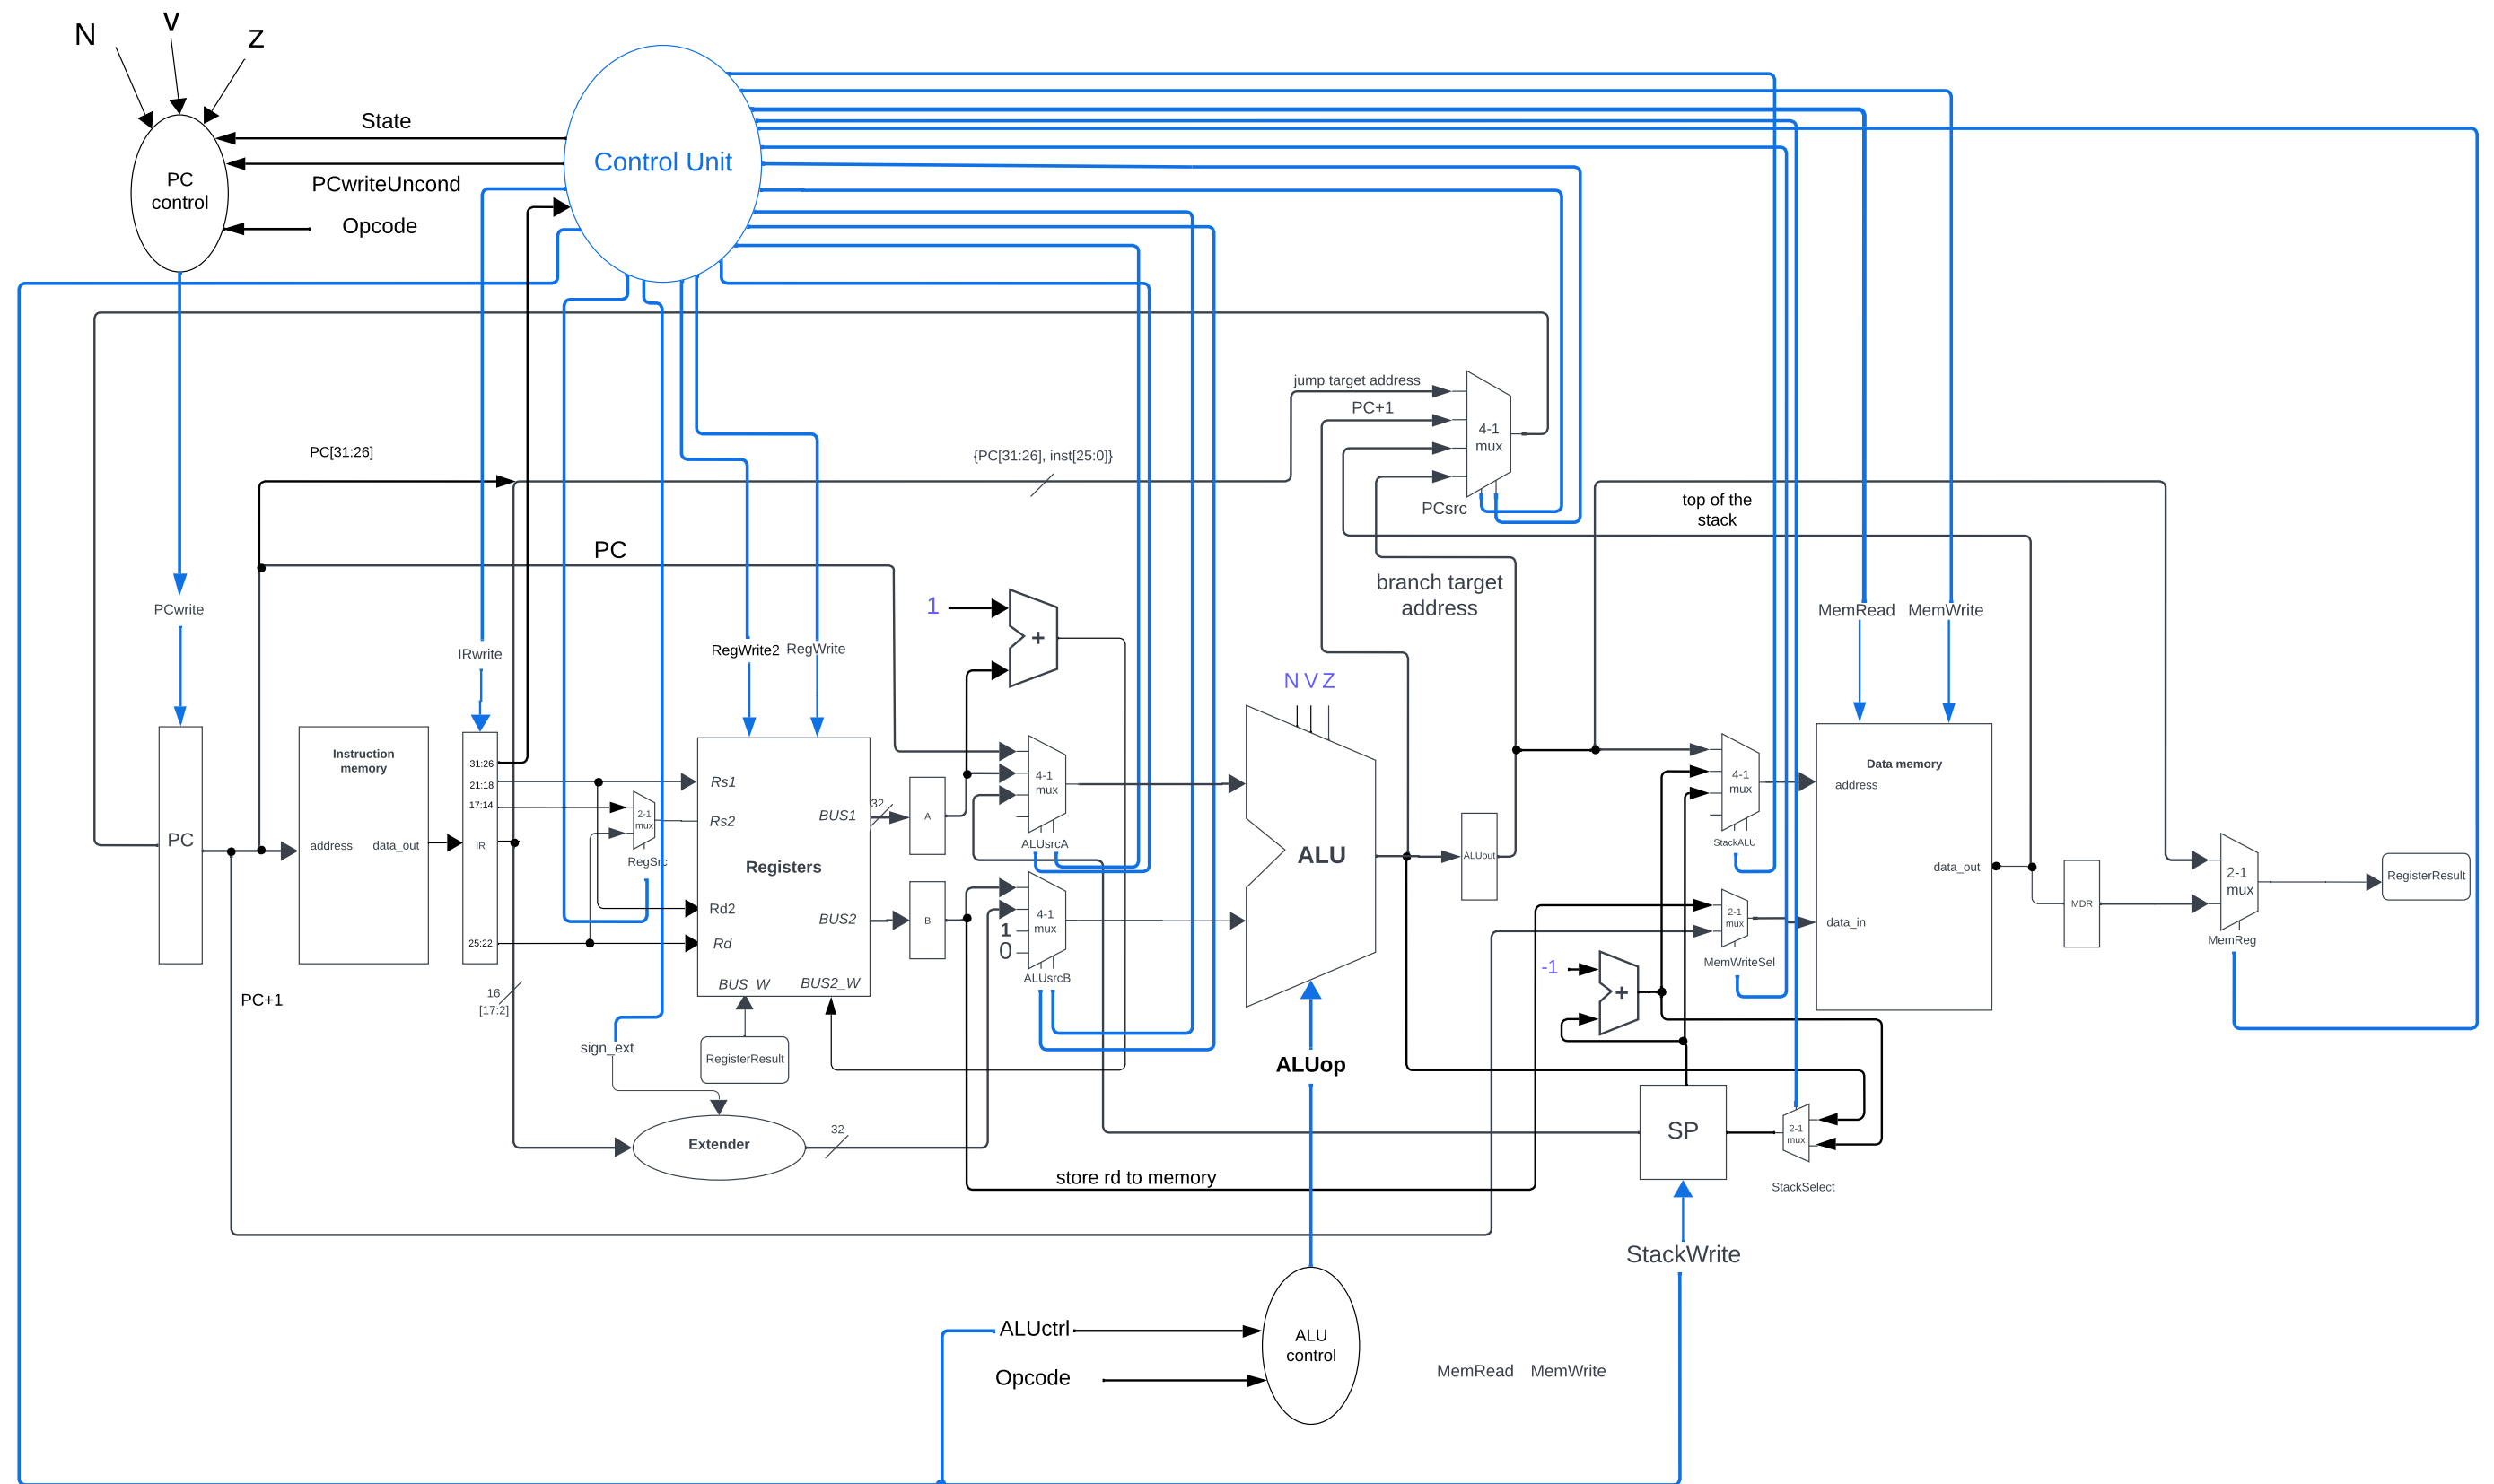 N
v
z
State
PCwriteUncond
Opcode
PC
control
Control Unit
jump target address
PC+1
4-1
mux
PCsrc
PC[31:26]
{PC[31:26], inst[25:0]}
top of the
stack
PC
branch target
address
PCwrite
1
+
MemRead
MemWrite
IRwrite
RegWrite2
RegWrite
N V Z
PC
Instruction
memory
address
data_out
31:26
21:18
17:14
IR
25:22
2-1
mux
RegSrc
Rs1
Rs2
Rd2
Rd
BUS1
BUS2
Registers
BUS_W
BUS2_W
32
A
B
4-1
mux
ALUsrcA
4-1
mux
1
0
ALUsrcB
ALU
ALUout
4-1
mux
StackALU
2-1
mux
MemWriteSel
Data memory
address
data_out
data_in
MDR
2-1
mux
MemReg
RegisterResult
-1
+
PC+1
16
[17:2]
sign_ext
RegisterResult
Extender
32
ALUop
SP
2-1
mux
StackSelect
store rd to memory
StackWrite
ALUctrl
Opcode
ALU
control
MemRead
MemWrite